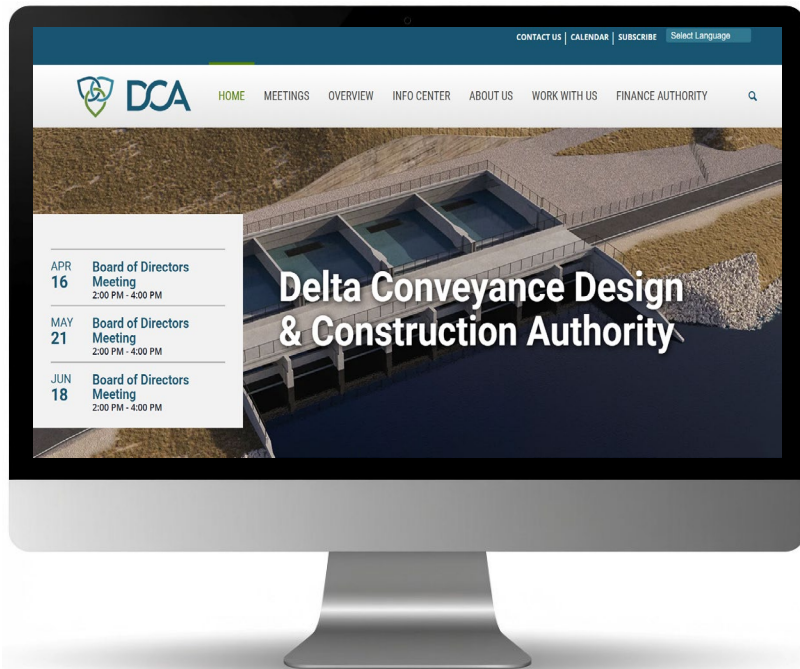 CONTACT US | CALENDAR | SUBSCRIBE Select Language
DCA HOME MEETINGS OVERVIEW INFO CENTER ABOUT US WORK WITH US FINANCE AUTHORITY
APR 16
Board of Directors
Meeting
2:00 PM - 4:00 PM
MAY 21
Board of Directors
Meeting
2:00 PM - 4:00 PM
JUN 18
Board of Directors
Meeting
2:00 PM - 4:00 PM
Delta Conveyance Design
& Construction Authority